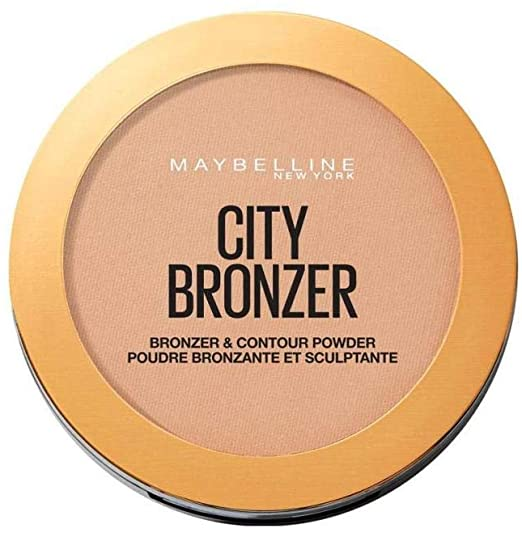 MAYBELLINE
NEW YORK
CITY
BRONZER
BRONZER & CONTOUR POWDER
POUDRE BRONZANTE ET SCULPTANTE